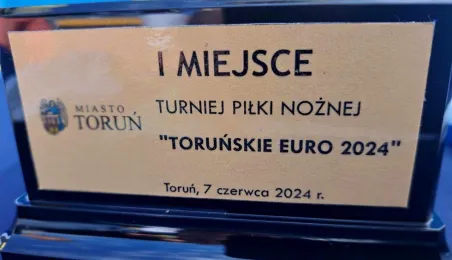 I MIEJSCE
MIASTO
TORUŃ
TURNIEJ PIŁKI NOŻNEJ
"TORUŃSKIE EURO 2024"
Toruń, 7 czerwca 2024 r.